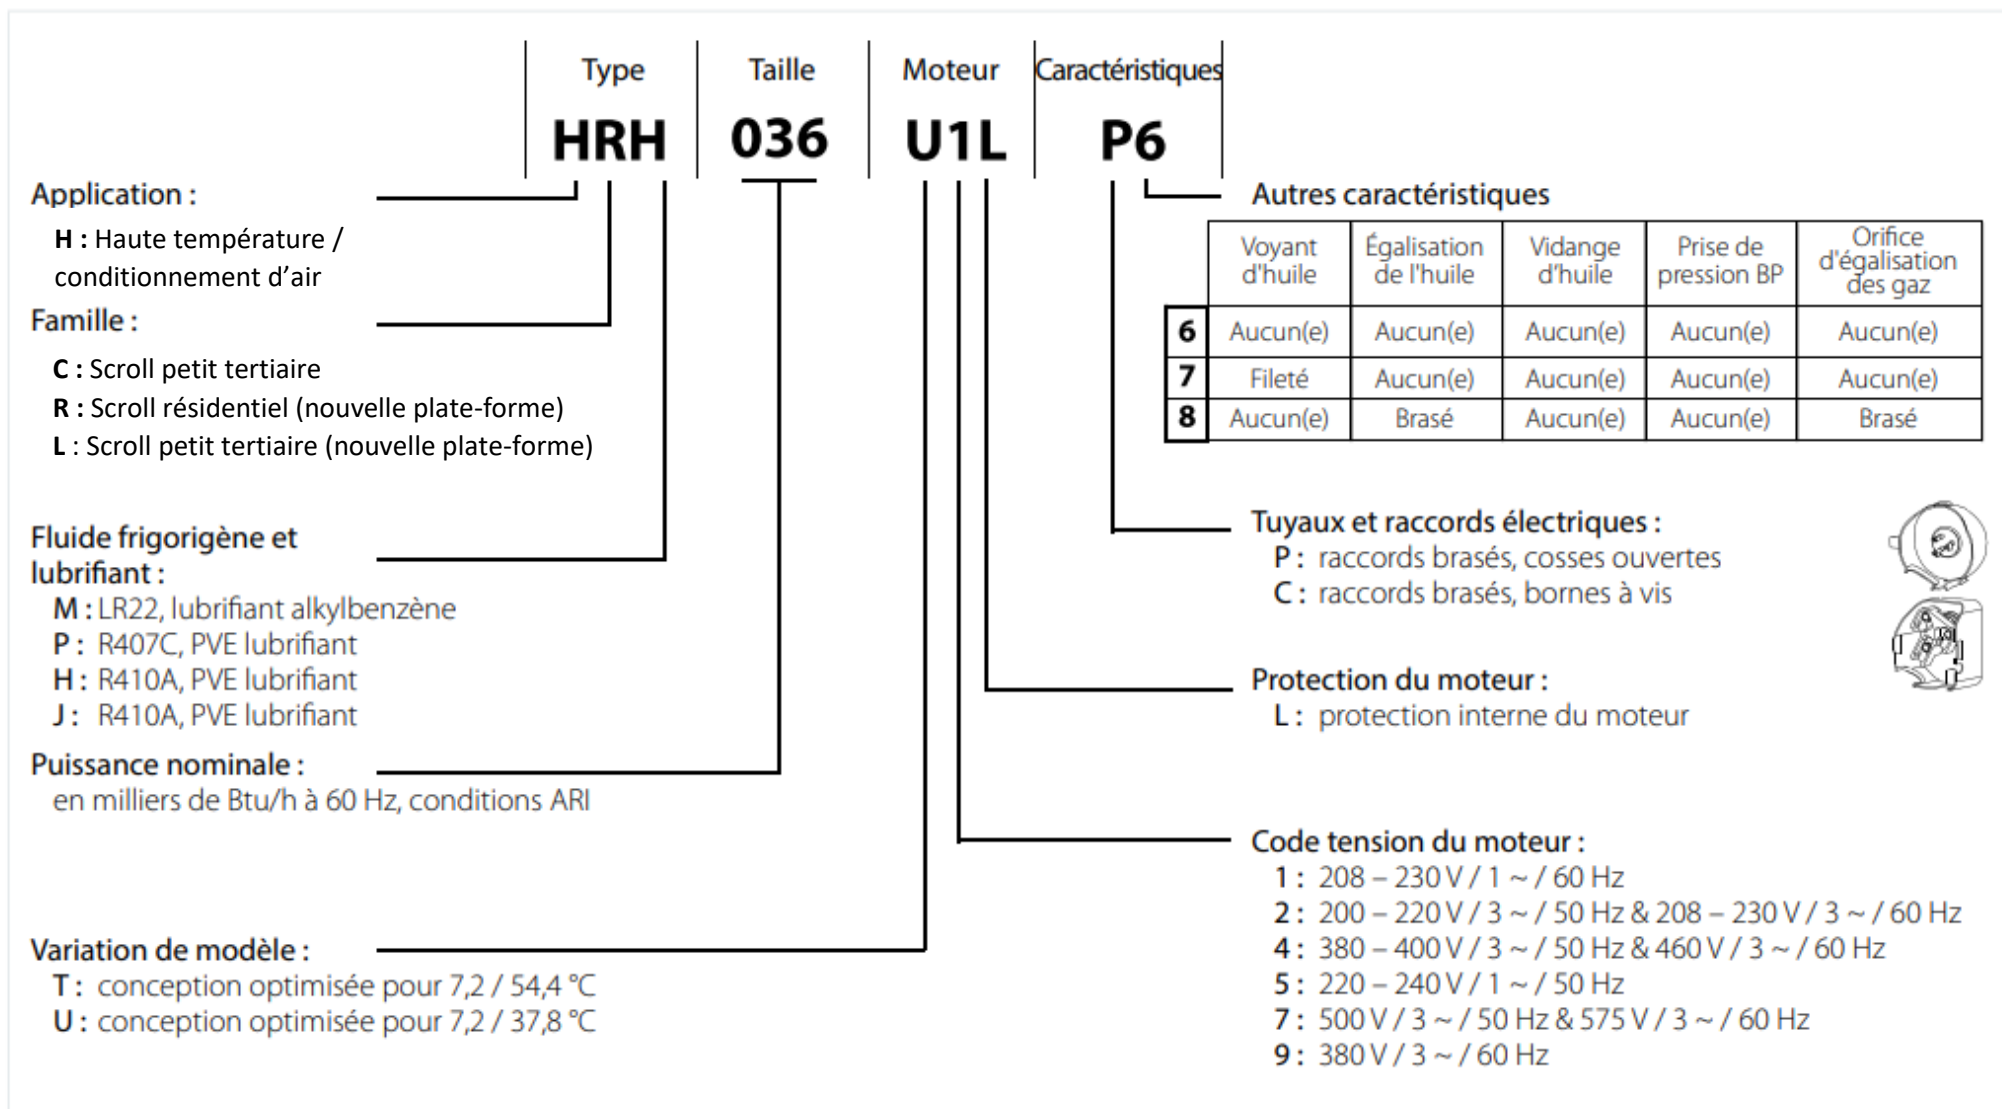 Type Taille Moteur Caractéristiques
HRH 036 U1L P6
Application :
H : Haute température /
conditionnement d’air
Famille :
C : Scroll petit tertiaire
R : Scroll résidentiel (nouvelle plate-forme)
L : Scroll petit tertiaire (nouvelle plate-forme)
Fluide frigorigène et
lubrifiant :
M : LR22, lubrifiant alkylbenzène
P : R407C, PVE lubrifiant
H : R410A, PVE lubrifiant
J : R410A, PVE lubrifiant
Puissance nominale :
en milliers de Btu/h à 60 Hz, conditions ARI
Variation de modèle :
T : conception optimisée pour 7,2 / 54,4 °C
U : conception optimisée pour 7,2 / 37,8 °C
Autres caractéristiques
Voyant
d'huile
Égalisation
de l'huile
Vidange
d'huile
Prise de
pression BP
Orifice
d'égalisation
des gaz
6 Aucun(e) Aucun(e) Aucun(e) Aucun(e) Aucun(e)
7 Fileté Aucun(e) Aucun(e) Aucun(e) Aucun(e)
8 Aucun(e) Brasé Aucun(e) Aucun(e) Brasé
Tuyaux et raccords électriques :
P : raccords brasés, cosses ouvertes
C : raccords brasés, bornes à vis
Protection du moteur :
L : protection interne du moteur
Code tension du moteur :
1 : 208 – 230 V / 1 ~ / 60 Hz
2 : 200 – 220 V / 3 ~ / 50 Hz & 208 – 230 V / 3 ~ / 60 Hz
4 : 380 – 400 V / 3 ~ / 50 Hz & 460 V / 3 ~ / 60 Hz
5 : 220 – 240 V / 1 ~ / 50 Hz
7 : 500 V / 3 ~ / 50 Hz & 575 V / 3 ~ / 60 Hz
9 : 380 V / 3 ~ / 60 Hz